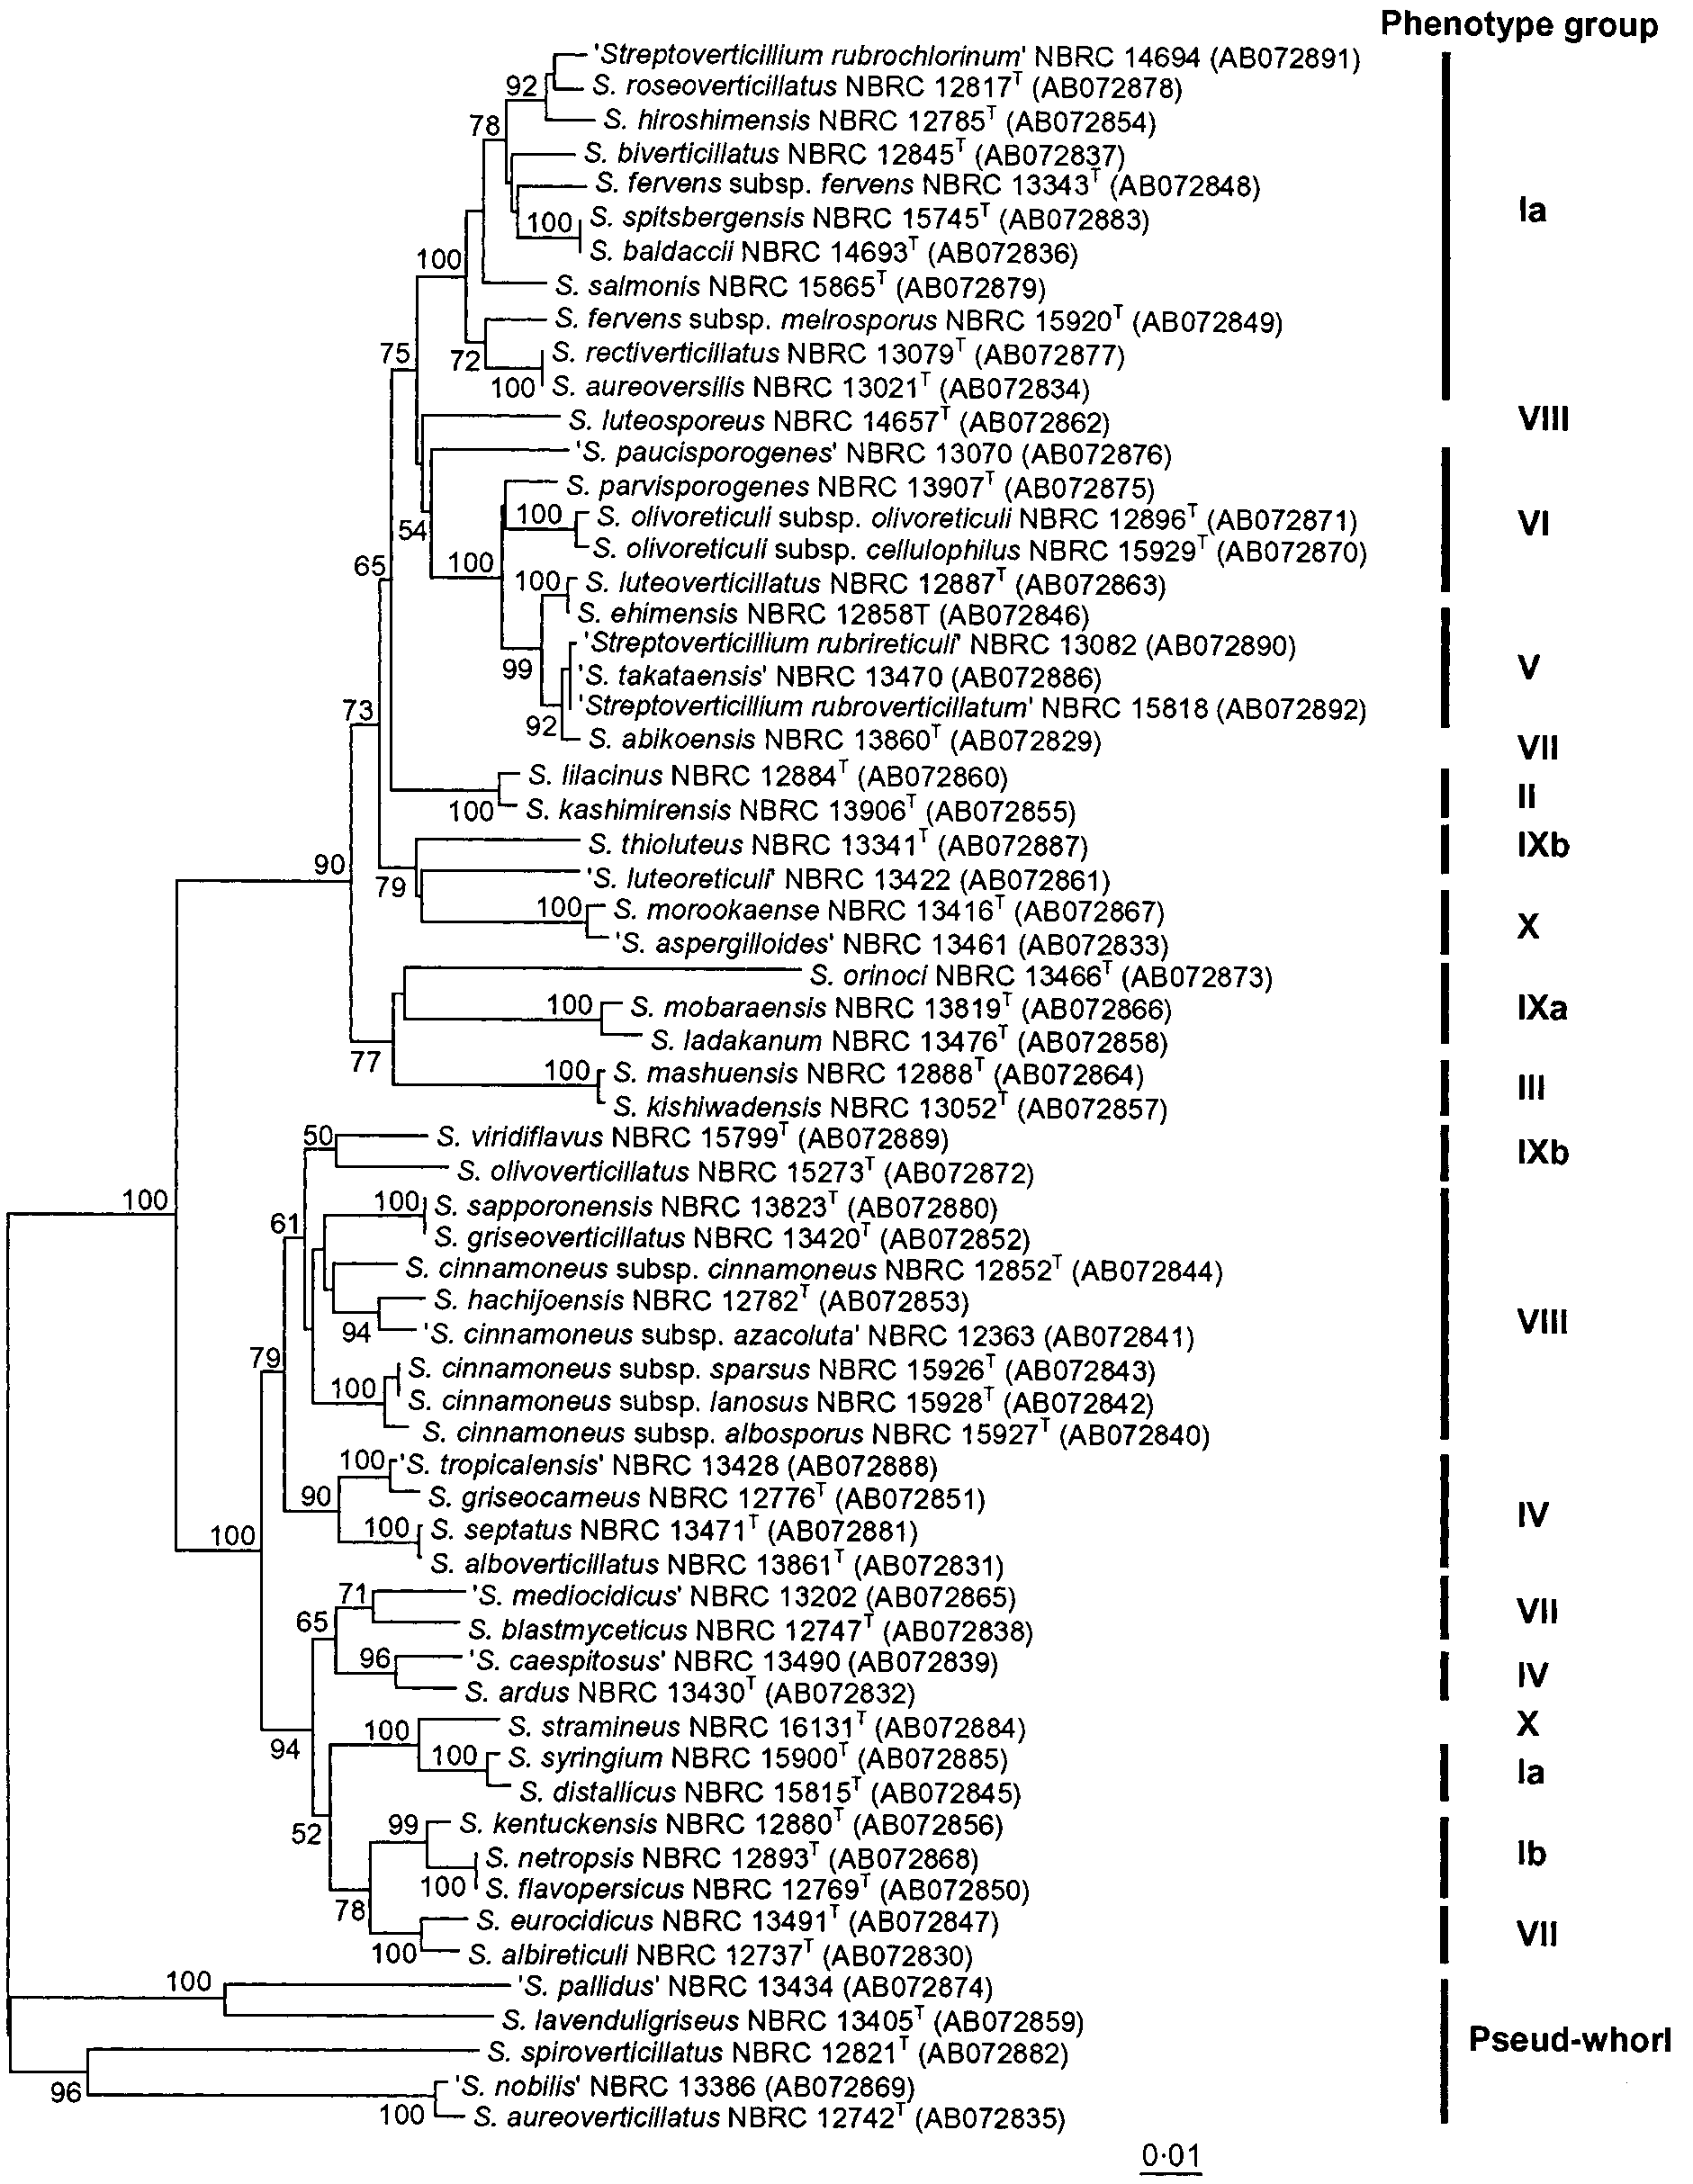 Phenotype group
'Streptoverticillium rubrochlorinum' NBRC 14694 (AB072891)
S. roseoverticillatus NBRC 12817T (AB072878)
92
S. hiroshimensis NBRC 12785T (AB072854)
78
S. biverticillatus NBRC 12845T (AB072837)
S. fervens subsp. fervens NBRC 13343T (AB072848)
Ia
100
S. spitsbergensis NBRC 15745T (AB072883)
S. baldaccii NBRC 14693T (AB072836)
100
S. salmonis NBRC 15865T (AB072879)
S. fervens subsp. melrosporus NBRC 15920T (AB072849)
75
72
S. rectiverticillatus NBRC 13079T (AB072877)
100
S. aureoversilis NBRC 13021T (AB072834)
S. luteosporeus NBRC 14657T (AB072862)
VIII
'S. paucisporogenes' NBRC 13070 (AB072876)
S. parvisporogenes NBRC 13907T (AB072875)
54
100
S. olivoreticuli subsp. olivoreticuli NBRC 12896T (AB072871)
VI
S. olivoreticuli subsp. cellulophilus NBRC 15929T (AB072870)
65
100
100
S. luteoverticillatus NBRC 12887T (AB072863)
S. ehimensis NBRC 12858T (AB072846)
'Streptoverticillium rubrireticuli' NBRC 13082 (AB072890)
99
'S. takataensis' NBRC 13470 (AB072886)
V
73
'Streptoverticillium rubroverticillatum' NBRC 15818 (AB072892)
92
S. abikoensis NBRC 13860T (AB072829)
VII
S. lilacinus NBRC 12884T (AB072860)
II
100
S. kashimirensis NBRC 13906T (AB072855)
S. thioluteus NBRC 13341T (AB072887)
IXb
90
79
'S. luteoreticuli' NBRC 13422 (AB072861)
100
S. morookaense NBRC 13416T (AB072867)
X
'S. aspergilloides' NBRC 13461 (AB072833)
S. orinoci NBRC 13466T (AB072873)
100
S. mobaraensis NBRC 13819T (AB072866)
IXa
S. ladakanum NBRC 13476T (AB072858)
77
100
S. mashuensis NBRC 12888T (AB072864)
III
S. kishiwadensis NBRC 13052T (AB072857)
50
S. viridiflavus NBRC 15799T (AB072889)
IXb
S. olivoverticillatus NBRC 15273T (AB072872)
100
100
S. sapporonensis NBRC 13823T (AB072880)
61
S. griseoverticillatus NBRC 13420T (AB072852)
S. cinnamoneus subsp. cinnamoneus NBRC 12852T (AB072844)
S. hachijoensis NBRC 12782T (AB072853)
VIII
94
'S. cinnamoneus subsp. azacoluta' NBRC 12363 (AB072841)
79
S. cinnamoneus subsp. sparsus NBRC 15926T (AB072843)
100
S. cinnamoneus subsp. lanosus NBRC 15928T (AB072842)
S. cinnamoneus subsp. albosporus NBRC 15927T (AB072840)
100
'S. tropicalensis' NBRC 13428 (AB072888)
90
S. griseocarneus NBRC 12776T (AB072851)
IV
100
100
S. septatus NBRC 13471T (AB072881)
S. alboverticillatus NBRC 13861T (AB072831)
71
'S. mediocidicus' NBRC 13202 (AB072865)
VII
65
S. blastmyceticus NBRC 12747T (AB072838)
96
'S. caespitosus' NBRC 13490 (AB072839)
IV
S. ardus NBRC 13430T (AB072832)
94
100
S. stramineus NBRC 16131T (AB072884)
X
100
S. syringium NBRC 15900T (AB072885)
Ia
S. distallicus NBRC 15815T (AB072845)
52
99
S. kentuckensis NBRC 12880T (AB072856)
S. netropsis NBRC 12893T (AB072868)
Ib
100
S. flavopersicus NBRC 12769T (AB072850)
78
S. eurocidicus NBRC 13491T (AB072847)
VII
100
S. albireticuli NBRC 12737T (AB072830)
100
'S. pallidus' NBRC 13434 (AB072874)
S. lavenduligriseus NBRC 13405T (AB072859)
Pseud-whorl
S. spiroverticillatus NBRC 12821T (AB072882)
96
'S. nobilis' NBRC 13386 (AB072869)
100
S. aureoverticillatus NBRC 12742T (AB072835)
0·01